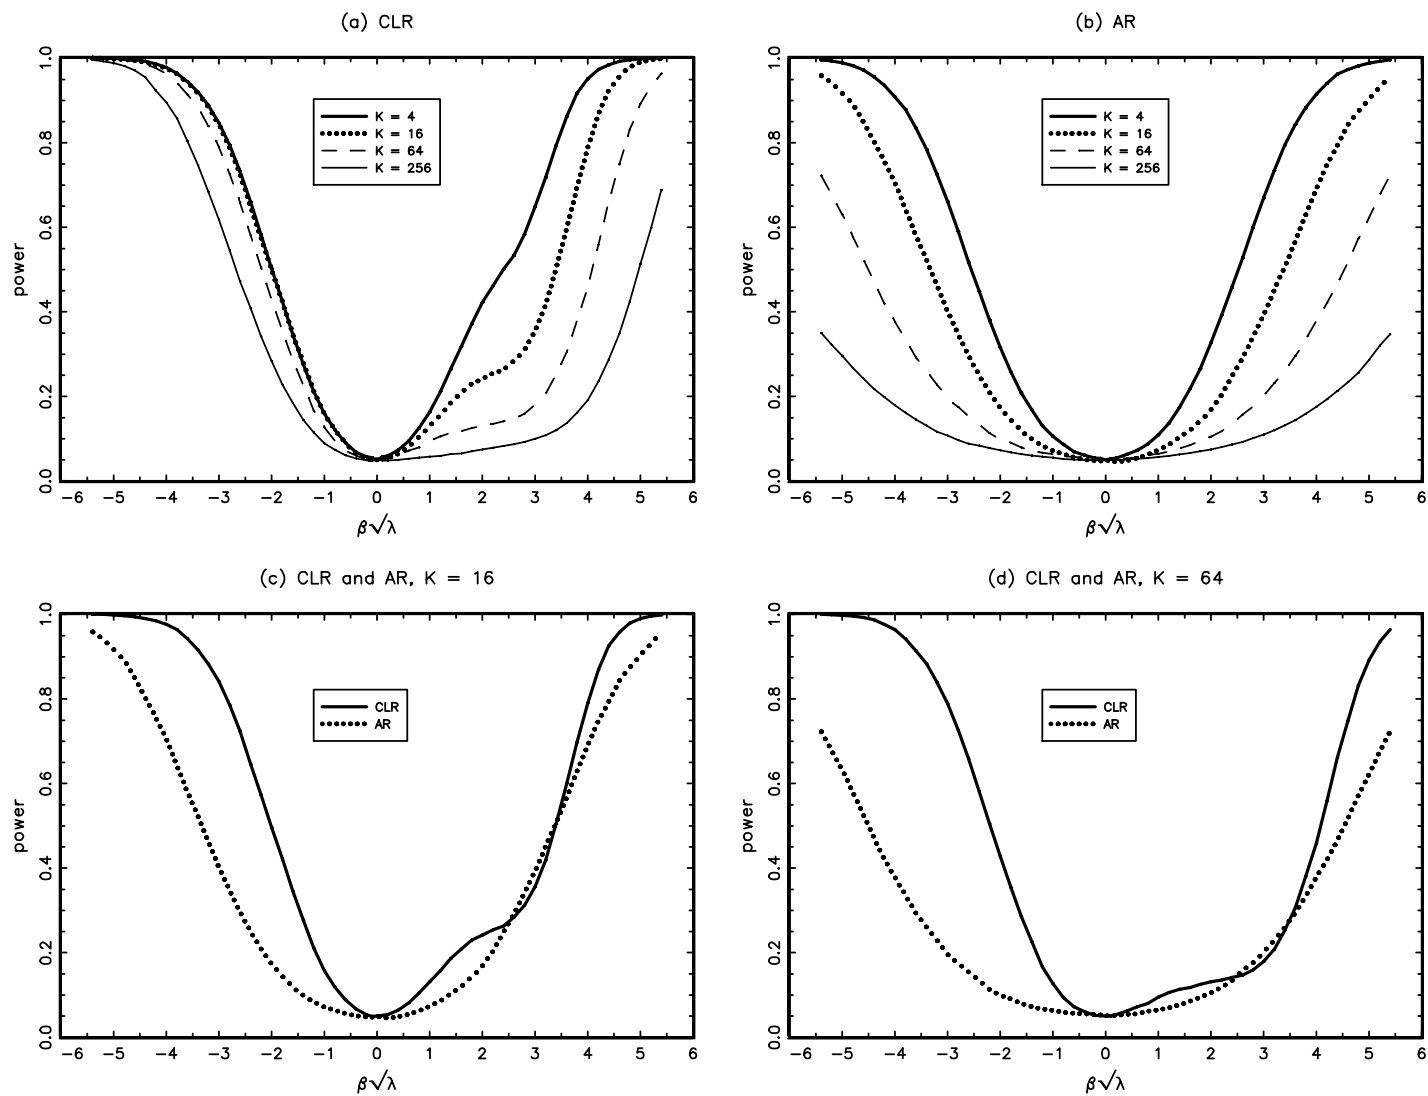 (a) CLR
1.0
0.8
0.6
0.4
0.2
0.0
power
K = 4
K = 16
K = 64
K = 256
−6 −5 −4 −3 −2 −1 0 1 2 3 4 5 6
β√λ
(b) AR
1.0
0.8
0.6
0.4
0.2
0.0
power
K = 4
K = 16
K = 64
K = 256
−6 −5 −4 −3 −2 −1 0 1 2 3 4 5 6
β√λ
(c) CLR and AR, K = 16
1.0
0.8
0.6
0.4
0.2
0.0
power
CLR
AR
−6 −5 −4 −3 −2 −1 0 1 2 3 4 5 6
β√λ
(d) CLR and AR, K = 64
1.0
0.8
0.6
0.4
0.2
0.0
power
CLR
AR
−6 −5 −4 −3 −2 −1 0 1 2 3 4 5 6
β√λ